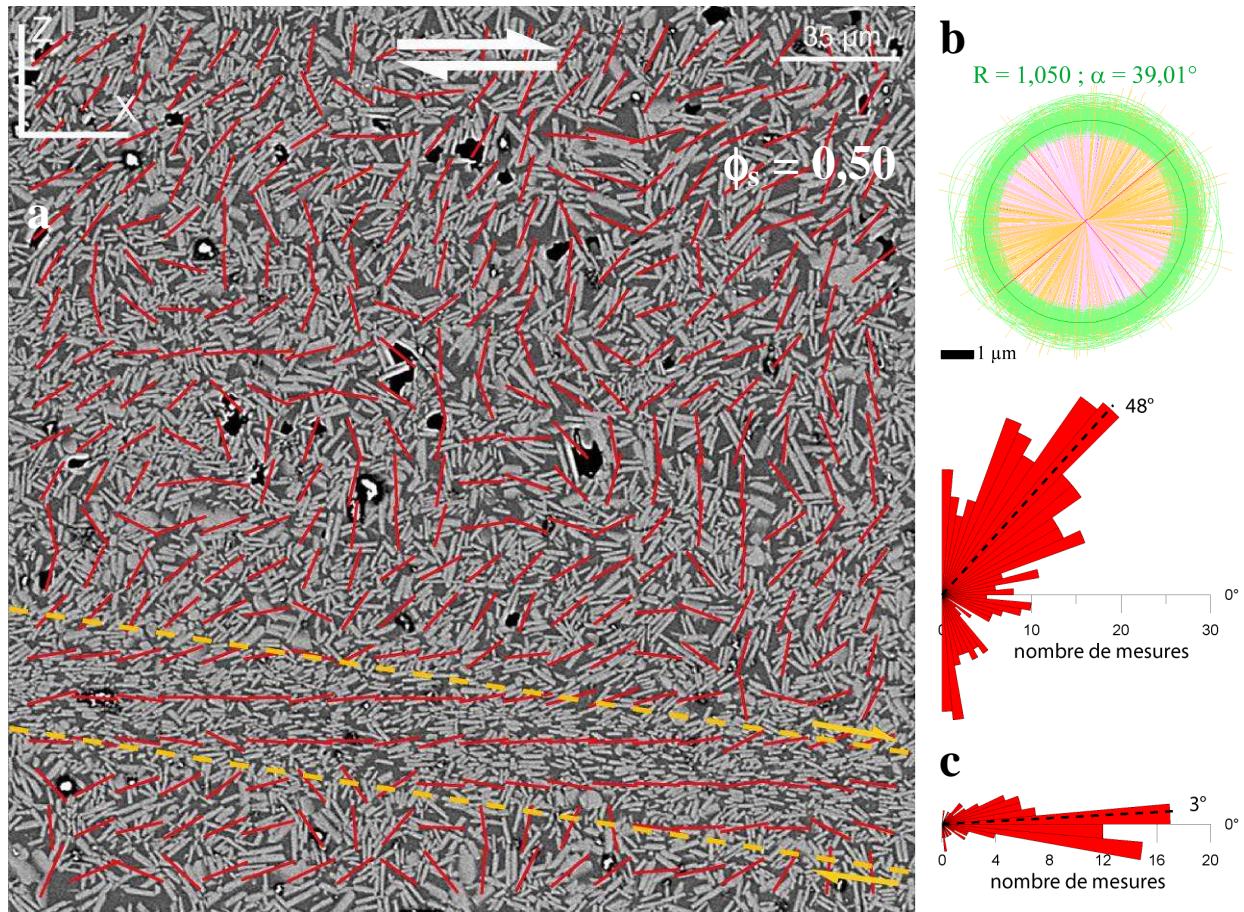 Z
X
35 µm
ϕs = 0,50
a
b
R = 1,050 ; α = 39,01°
1 µm
48°
0°
0 10 20 30
nombre de mesures
c
3°
0°
0 4 8 12 16 20
nombre de mesures